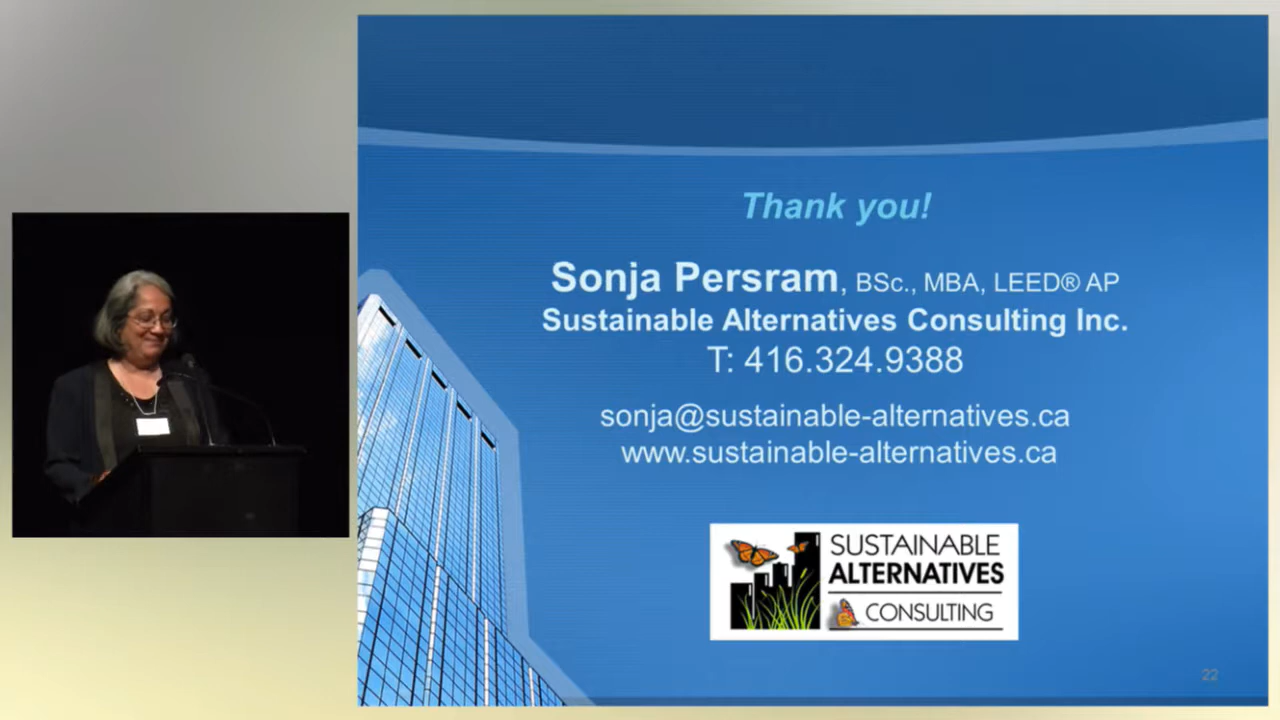 Thank you!
Sonja Persram, BSc., MBA, LEED® AP
Sustainable Alternatives Consulting Inc.
T: 416.324.9388
sonja@sustainable-alternatives.ca
www.sustainable-alternatives.ca
SUSTAINABLE
ALTERNATIVES
CONSULTING
22